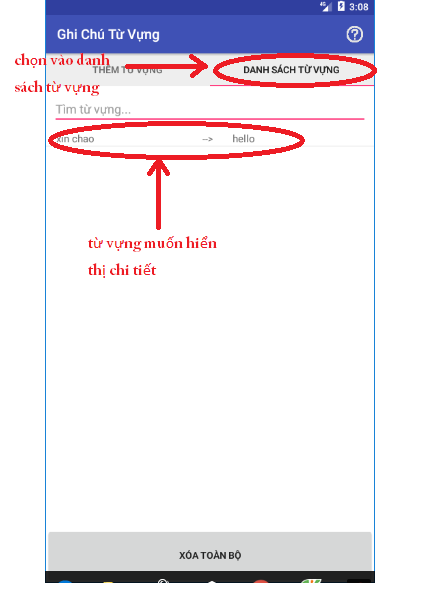 4G 3:08
Ghi Chú Từ Vựng
chọn vào danh
THÊM TỪ VỰNG
DANH SÁCH TỪ VỰNG
sách từ vựng
Tìm từ vựng...
xin chao --> hello
từ vựng muốn hiển
thị chi tiết
XÓA TOÀN BỘ